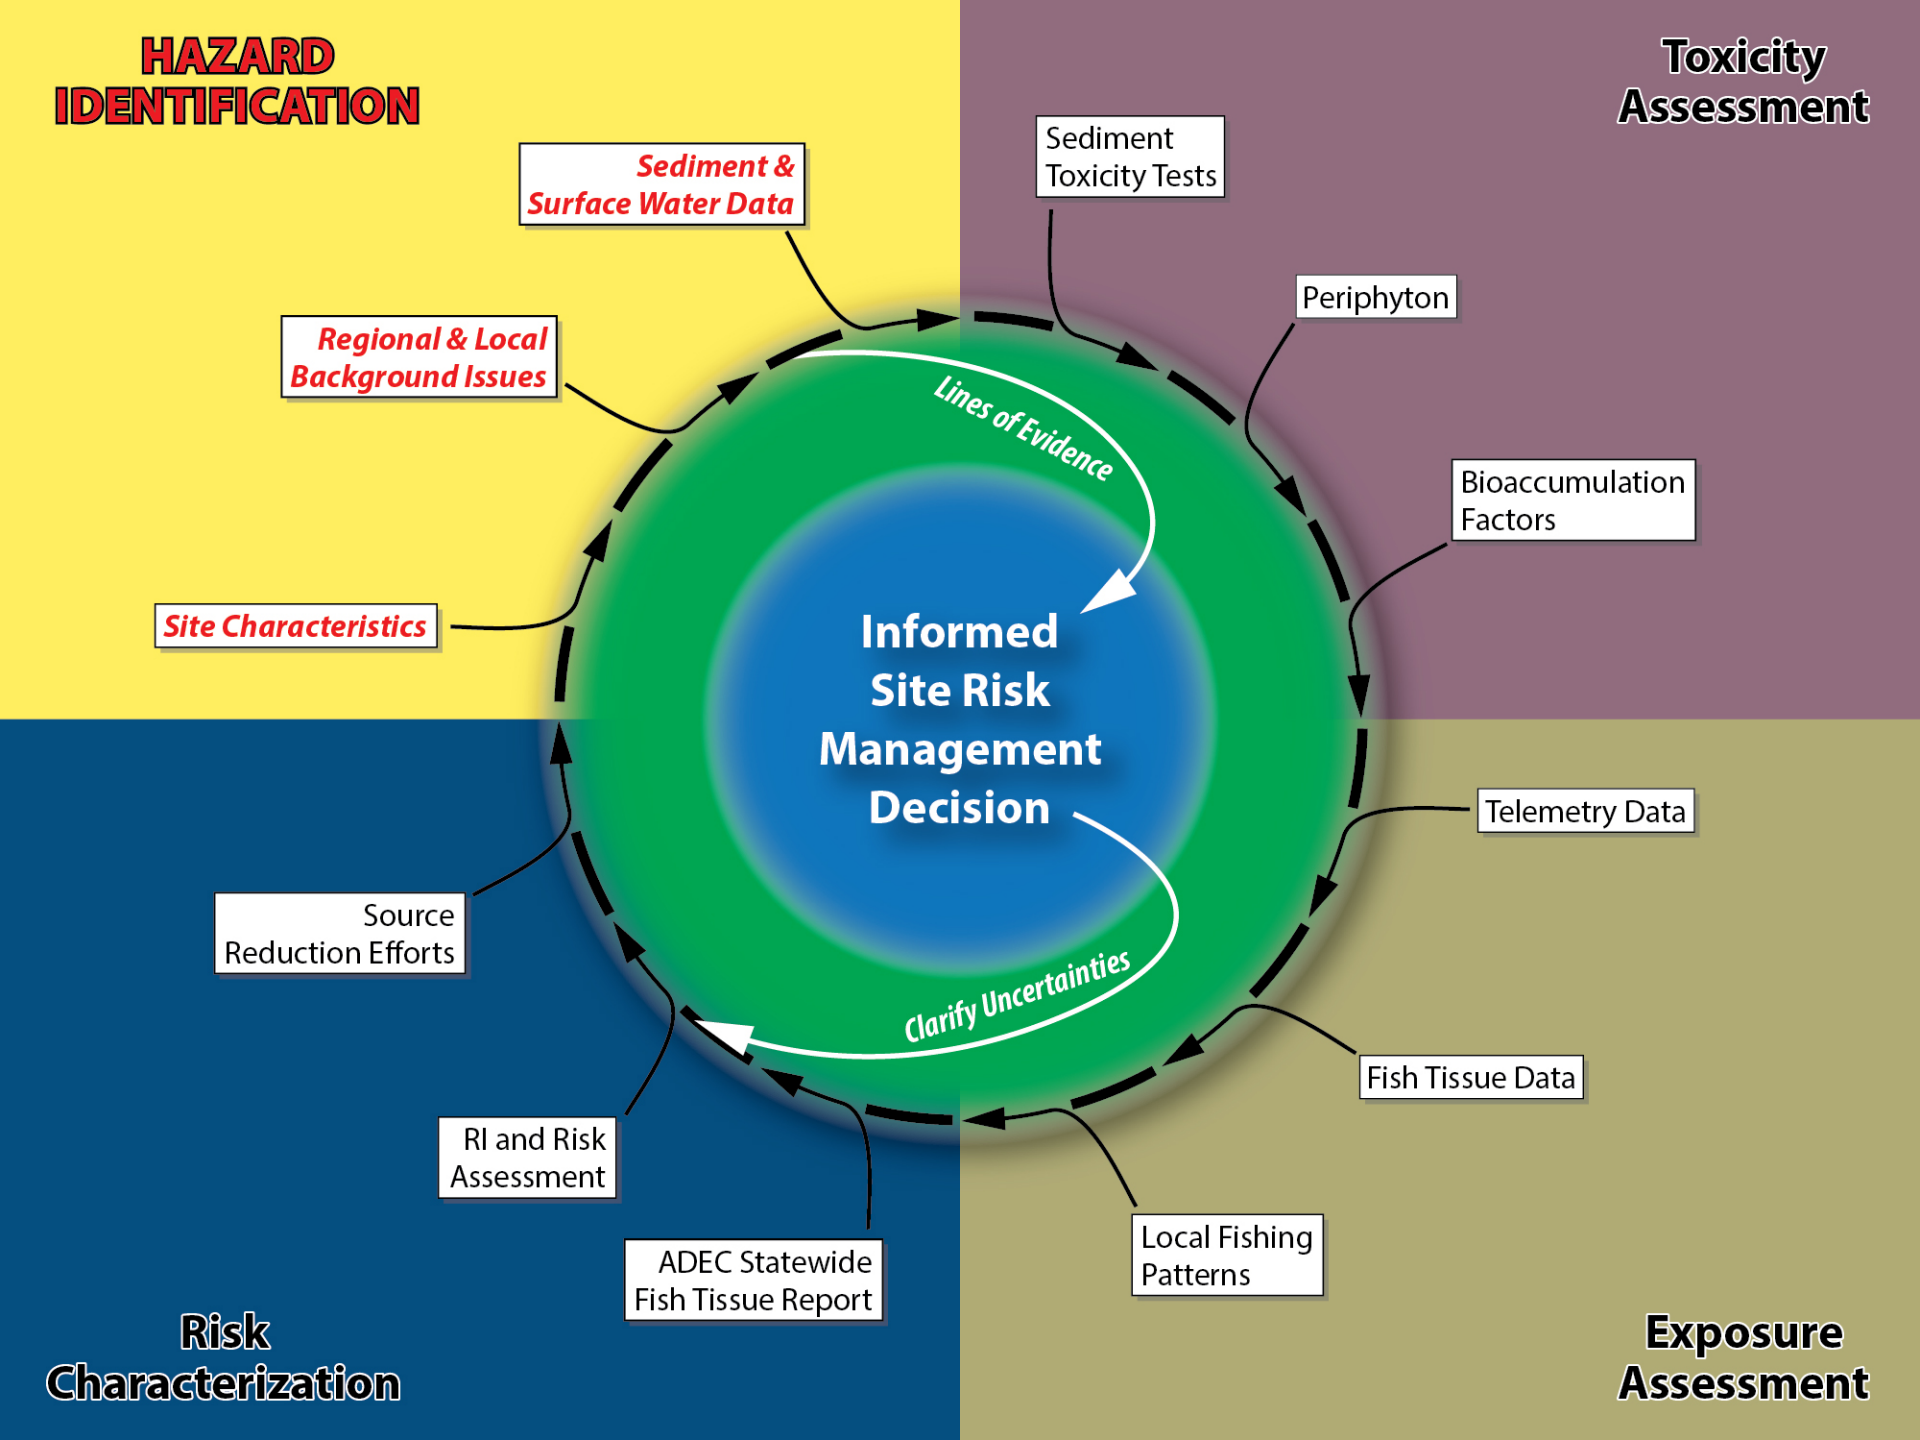 HAZARD
IDENTIFICATION
Toxicity
Assessment
Sediment &
Surface Water Data
Sediment
Toxicity Tests
Regional & Local
Background Issues
Periphyton
Site Characteristics
Bioaccumulation
Factors
Lines of Evidence
Informed
Site Risk
Management
Decision
Clarify Uncertainties
Telemetry Data
Source
Reduction Efforts
Fish Tissue Data
RI and Risk
Assessment
Local Fishing
Patterns
ADEC Statewide
Fish Tissue Report
Risk
Characterization
Exposure
Assessment